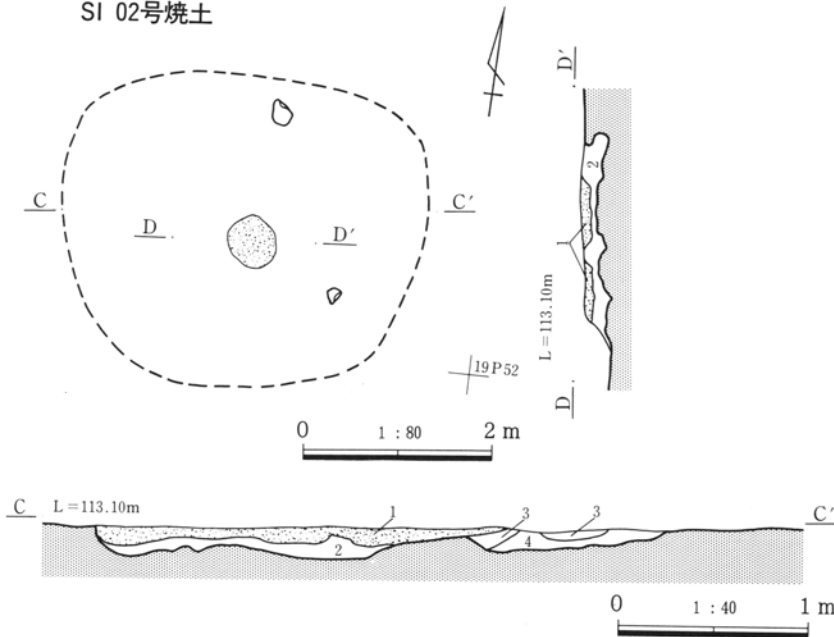 SI 02号焼土
D′
C
C′
D
D′
2
1
L=113.10m
19P52
D
0 1:80 2 m
C L=113.10m
1 3 3
C′
2 4
0 1:40 1 m